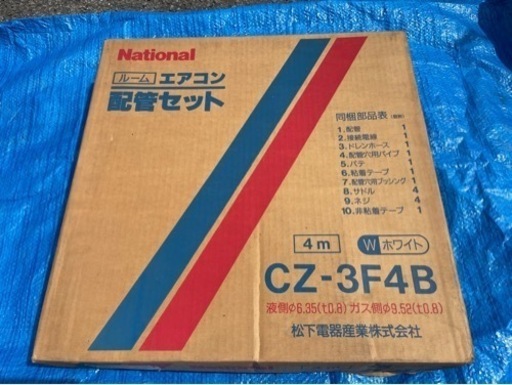 National
ルーム エアコン
配管セット
同梱部品表
1. 配管 1
2. 接続電線 1
3. ドレンホース 1
4. 配管穴用パイプ 1
5. パテ 1
6. 粘着テープ 1
7. 配管穴用ブッシング 1
8. サドル 4
9. ネジ 4
10. 非粘着テープ 1
4m Ⓦホワイト
CZ-3F4B
液側φ6.35(t0.8) ガス側φ9.52(t0.8)
松下電器産業株式会社